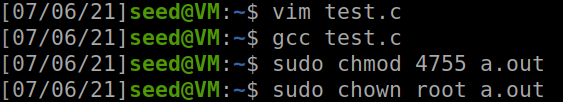 [07/06/21]seed@VM:~$ vim test.c
[07/06/21]seed@VM:~$ gcc test.c
[07/06/21]seed@VM:~$ sudo chmod 4755 a.out
[07/06/21]seed@VM:~$ sudo chown root a.out